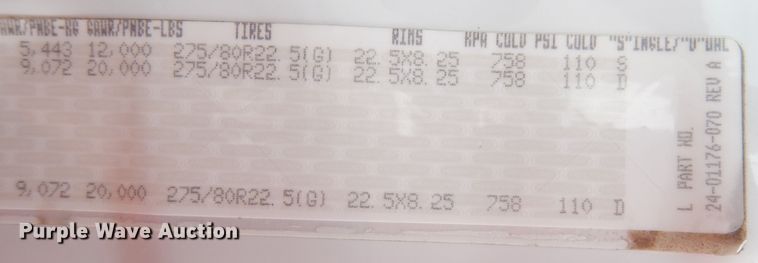 GAWR/PNBE-KG GAWR/PNBE-LBS TIRES RIMS KPA COLD PSI COLD "S"INGLE/"D"UAL
5,443 12,000 275/80R22.5(G) 22.5X8.25 758 110 S
9,072 20,000 275/80R22.5(G) 22.5X8.25 758 110 D
9,072 20,000 275/80R22.5(G) 22.5X8.25 758 110 D
L PART NO.
24-01176-070 REV A
Purple Wave Auction